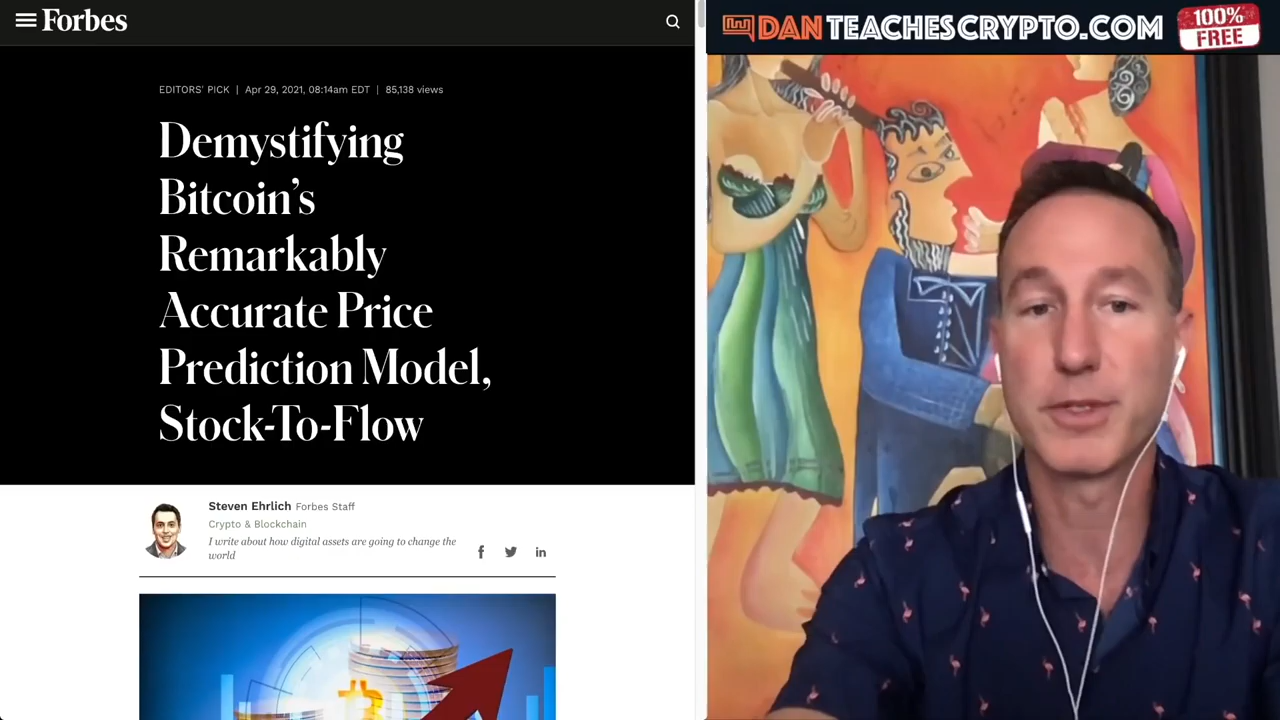 Forbes
EDITORS' PICK | Apr 29, 2021, 08:14am EDT | 85,138 views
Demystifying
Bitcoin’s
Remarkably
Accurate Price
Prediction Model,
Stock-To-Flow
Steven Ehrlich Forbes Staff
Crypto & Blockchain
I write about how digital assets are going to change the
world
f in
DANTEACHESCRYPTO.COM
100%
FREE